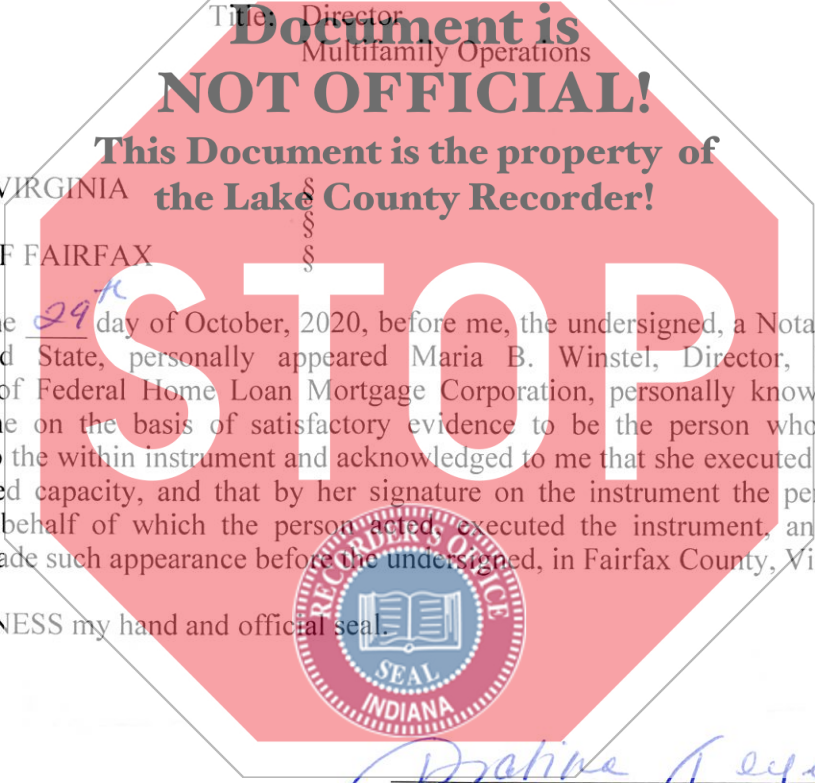 Title: Director
Document is
Multifamily Operations
NOT OFFICIAL!
This Document is the property of
VIRGINIA §
the Lake County Recorder!
§
F FAIRFAX §
STOP
e 29th day of October, 2020, before me, the undersigned, a Nota
d State, personally appeared Maria B. Winstel, Director,
of Federal Home Loan Mortgage Corporation, personally know
e on the basis of satisfactory evidence to be the person who
o the within instrument and acknowledged to me that she executed
ed capacity, and that by her signature on the instrument the pe
behalf of which the person acted, executed the instrument, an
ade such appearance before the undersigned, in Fairfax County, Vi
NESS my hand and official seal.
RECORDER'S OFFICE
SEAL
INDIANA